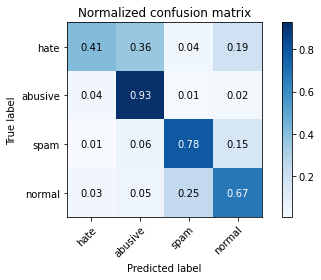 Normalized confusion matrix
True label
hate 0.41 0.36 0.04 0.19
abusive 0.04 0.93 0.01 0.02
spam 0.01 0.06 0.78 0.15
normal 0.03 0.05 0.25 0.67
hate abusive spam normal
Predicted label
0.8
0.6
0.4
0.2